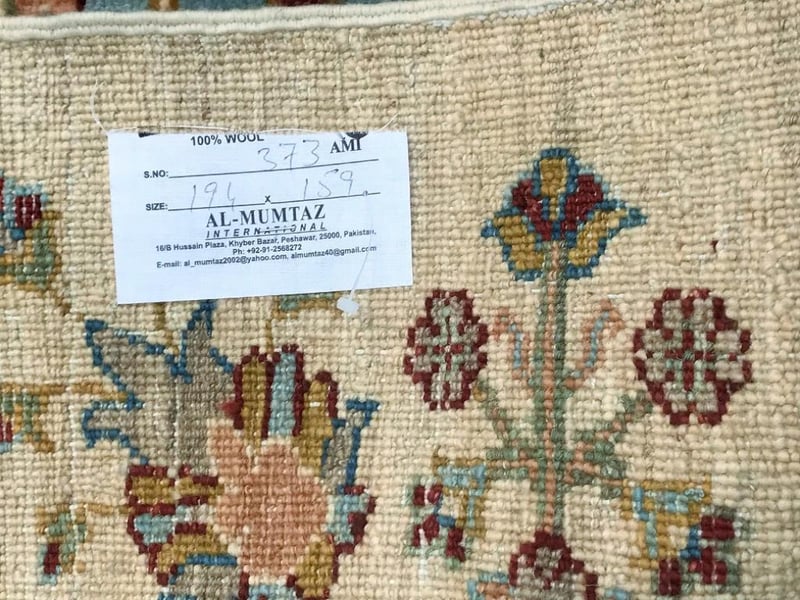 100% WOOL
S.NO: 373 AMI
SIZE: 194 x 159
AL-MUMTAZ
INTERNATIONAL
16/B Hussain Plaza, Khyber Bazar, Peshawar, 25000, Pakistan.
Ph: +92-91-2568272
E-mail: al_mumtaz2002@yahoo.com, almumtaz40@gmail.com